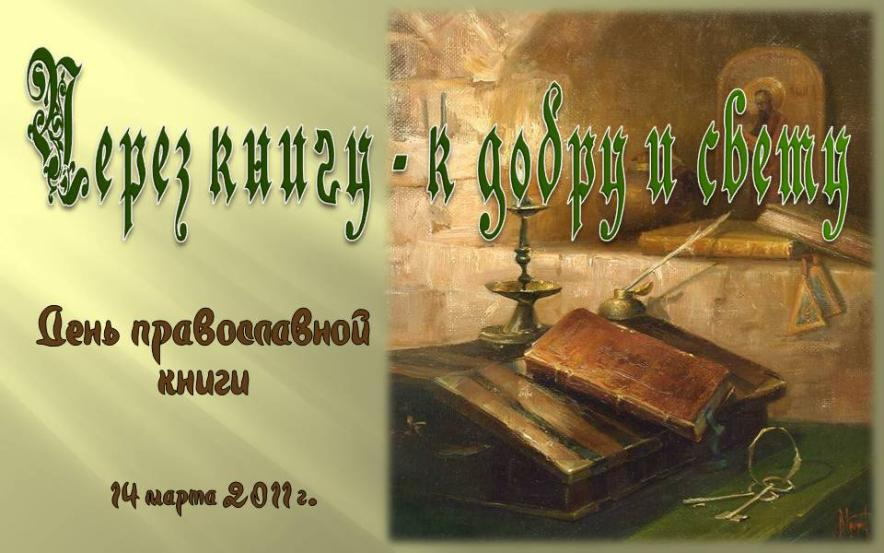 Через книгу - к добру и свету
День православной
книги
14 марта 2011 г.